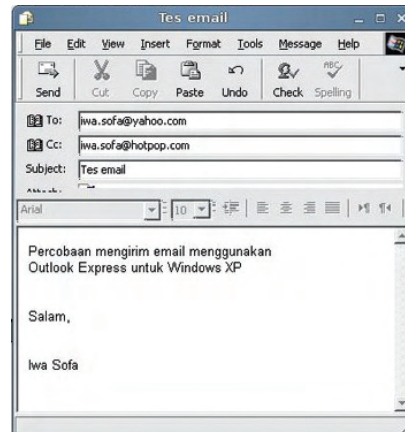 Tes email
File Edit View Insert Format Tools Message Help
Send Cut Copy Paste Undo Check Spelling
To: iwa.sofa@yahoo.com
Cc: iwa.sofa@hotpop.com
Subject: Tes email
Arial 10
Percobaan mengirim email menggunakan
Outlook Express untuk Windows XP
Salam,
Iwa Sofa